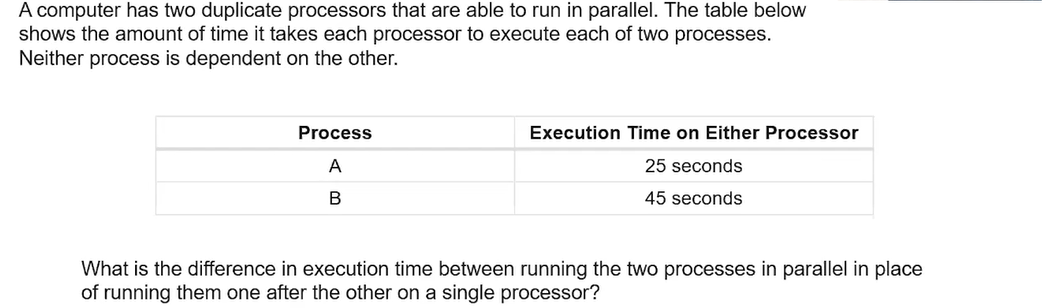 A computer has two duplicate processors that are able to run in parallel. The table below
shows the amount of time it takes each processor to execute each of two processes.
Neither process is dependent on the other.
Process Execution Time on Either Processor
A 25 seconds
B 45 seconds
What is the difference in execution time between running the two processes in parallel in place
of running them one after the other on a single processor?